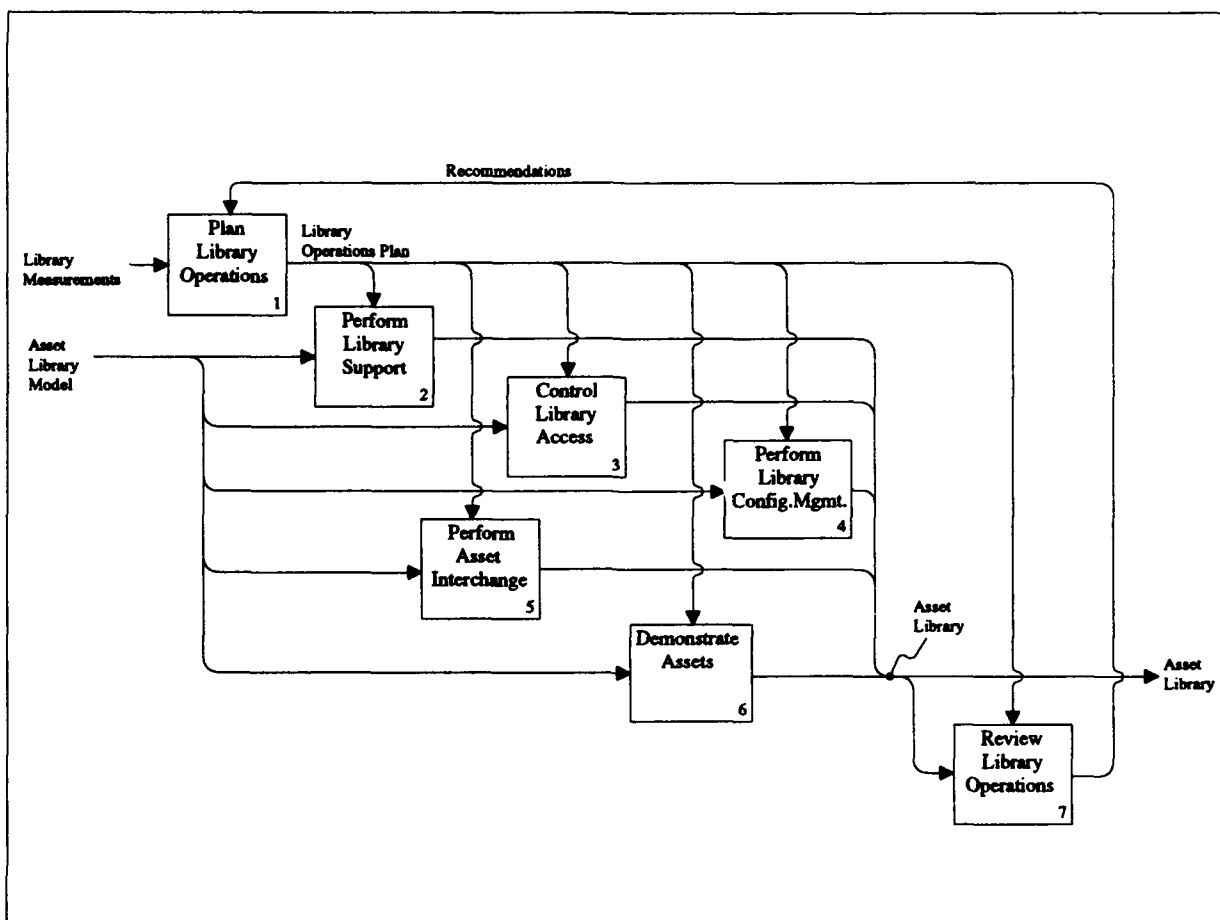 Recommendations
Plan
Library
Operations
1
Library
Operations Plan
Library
Measurements
Perform
Library
Support
2
Asset
Library
Model
Control
Library
Access
3
Perform
Library
Config.Mgmt.
4
Perform
Asset
Interchange
5
Demonstrate
Assets
6
Asset
Library
Asset
Library
Review
Library
Operations
7